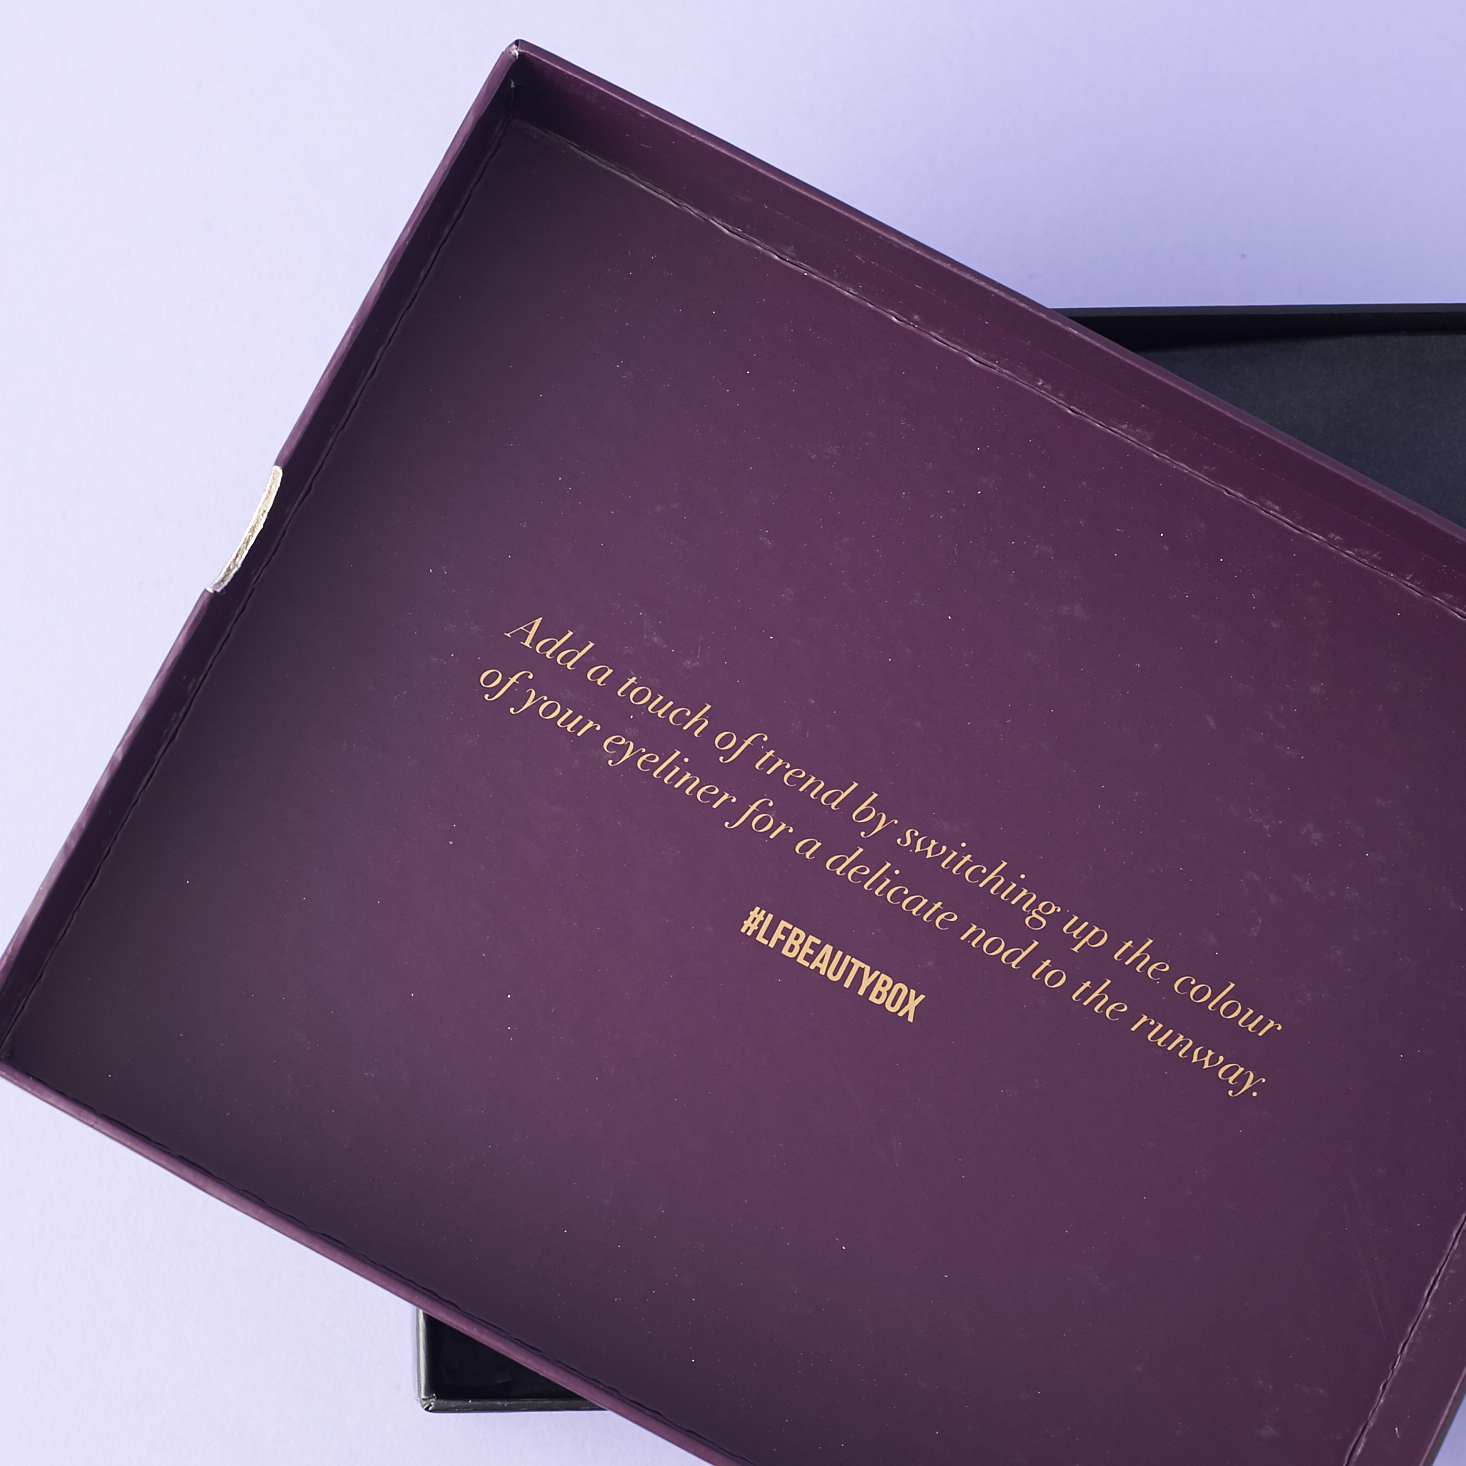 Add a touch of trend by switching up the colour
of your eyeliner for a delicate nod to the runway.
#LFBEAUTYBOX